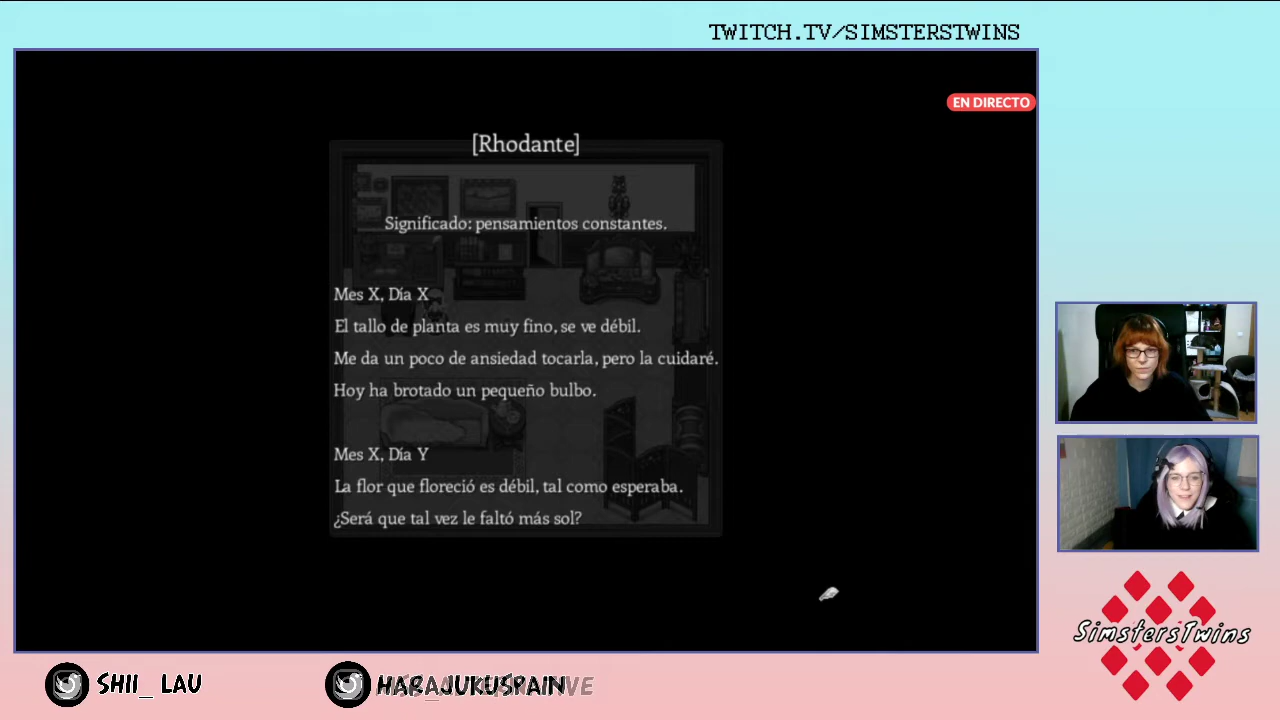 TWITCH.TV/SIMSTERSTWINS
EN DIRECTO
[Rhodante]
Significado: pensamientos constantes.
Mes X, Día X
El tallo de planta es muy fino, se ve débil.
Me da un poco de ansiedad tocarla, pero la cuidaré.
Hoy ha brotado un pequeño bulbo.
Mes X, Día Y
La flor que floreció es débil, tal como esperaba.
¿Será que tal vez le faltó más sol?
SimstersTwins
SHII_ LAU
HARAJUKUSPAIN